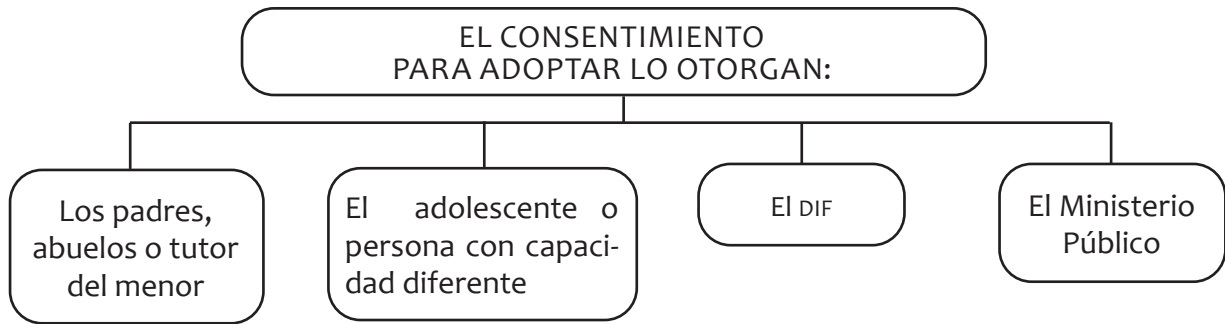 EL CONSENTIMIENTO
PARA ADOPTAR LO OTORGAN:
Los padres,
abuelos o tutor
del menor
El adolescente o
persona con capaci-
dad diferente
El DIF
El Ministerio
Público